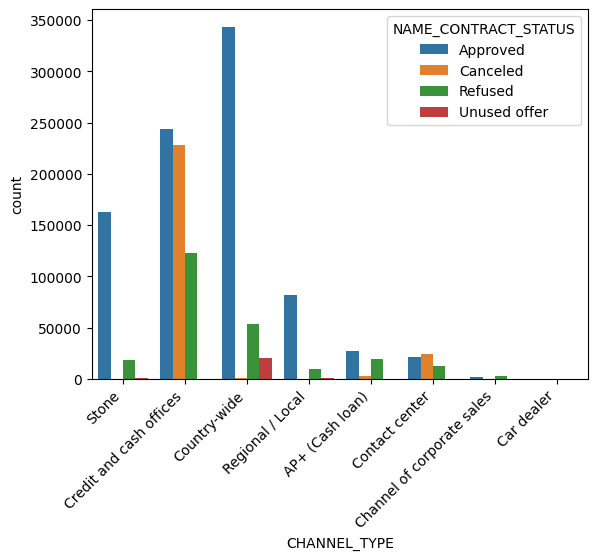 350000
300000
250000
200000
150000
100000
50000
0
count
NAME_CONTRACT_STATUS
Approved
Canceled
Refused
Unused offer
Stone
Credit and cash offices
Country-wide
Regional / Local
AP+ (Cash loan)
Contact center
Channel of corporate sales
Car dealer
CHANNEL_TYPE